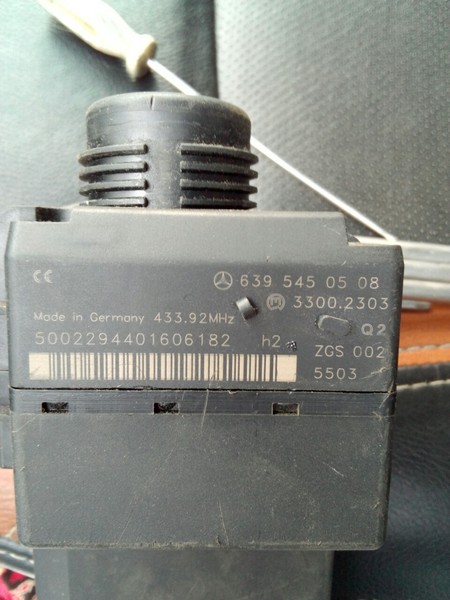 CE 639 545 05 08
3300.2303
Made in Germany 433.92MHz
Q2
5002294401606182 h2
ZGS 002
5503